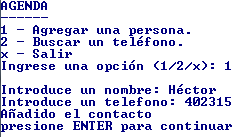 AGENDA
------
1 - Agregar una persona.
2 - Buscar un teléfono.
x - Salir
Ingrese una opción (1/2/x): 1
Introduce un nombre: Héctor
Introduce un telefono: 402315
Añadido el contacto
presione ENTER para continuar